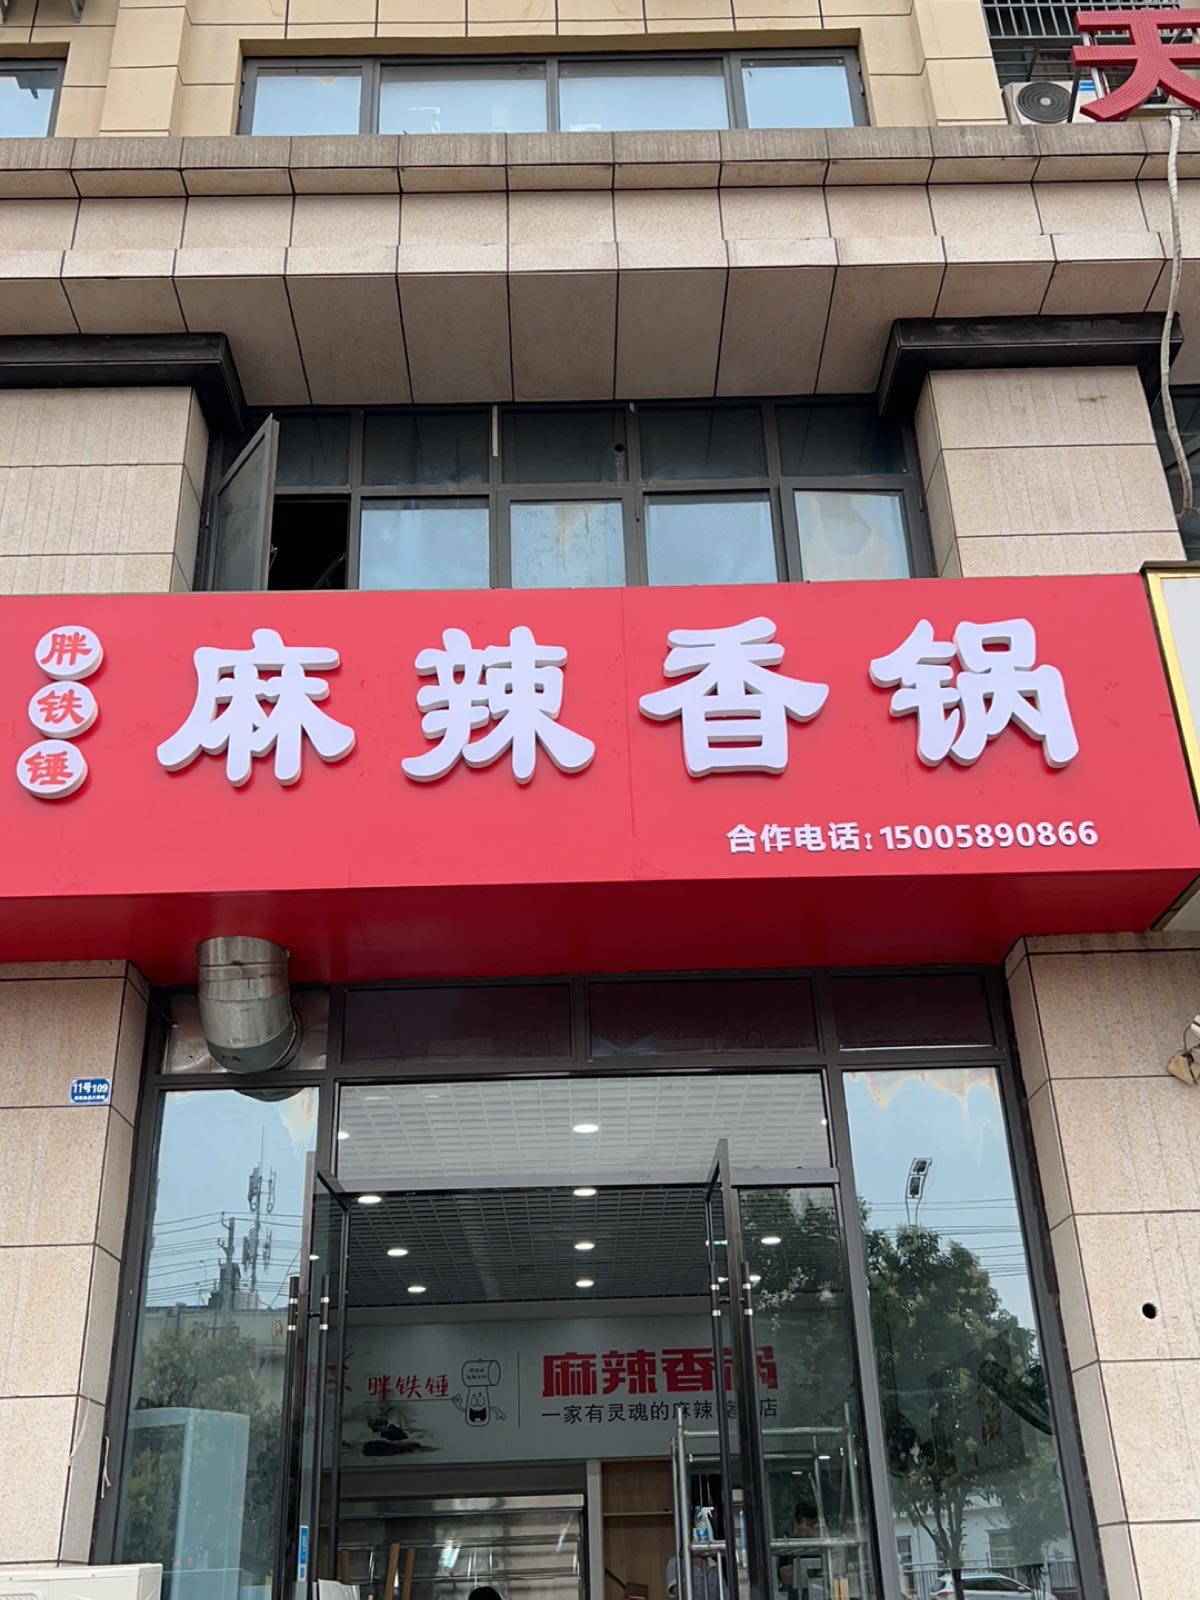 天
胖铁锤
麻辣香锅
合作电话:15005890866
11号109
胖铁锤
麻辣香锅
一家有灵魂的麻辣
店